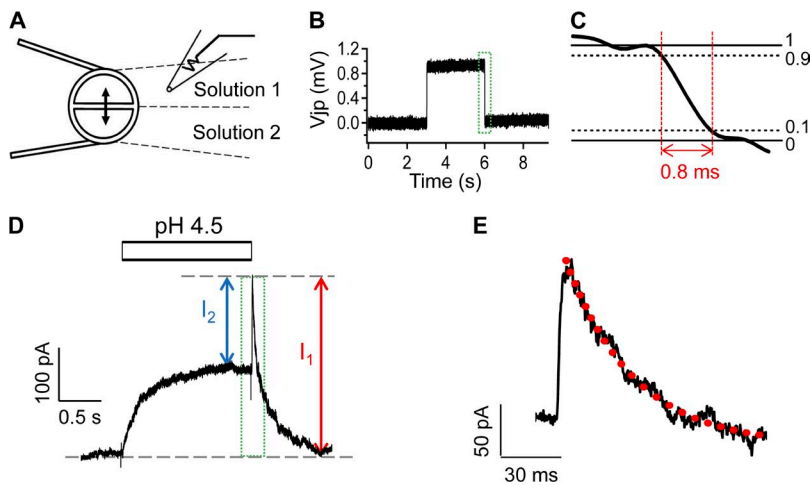 A
Solution 1
Solution 2
B
Vjp (mV)
1.2
0.8
0.4
0.0
0
2
4
6
8
Time (s)
C
1
0.9
0.1
0
0.8 ms
D
pH 4.5
I₂
I₁
100 pA
0.5 s
E
50 pA
30 ms